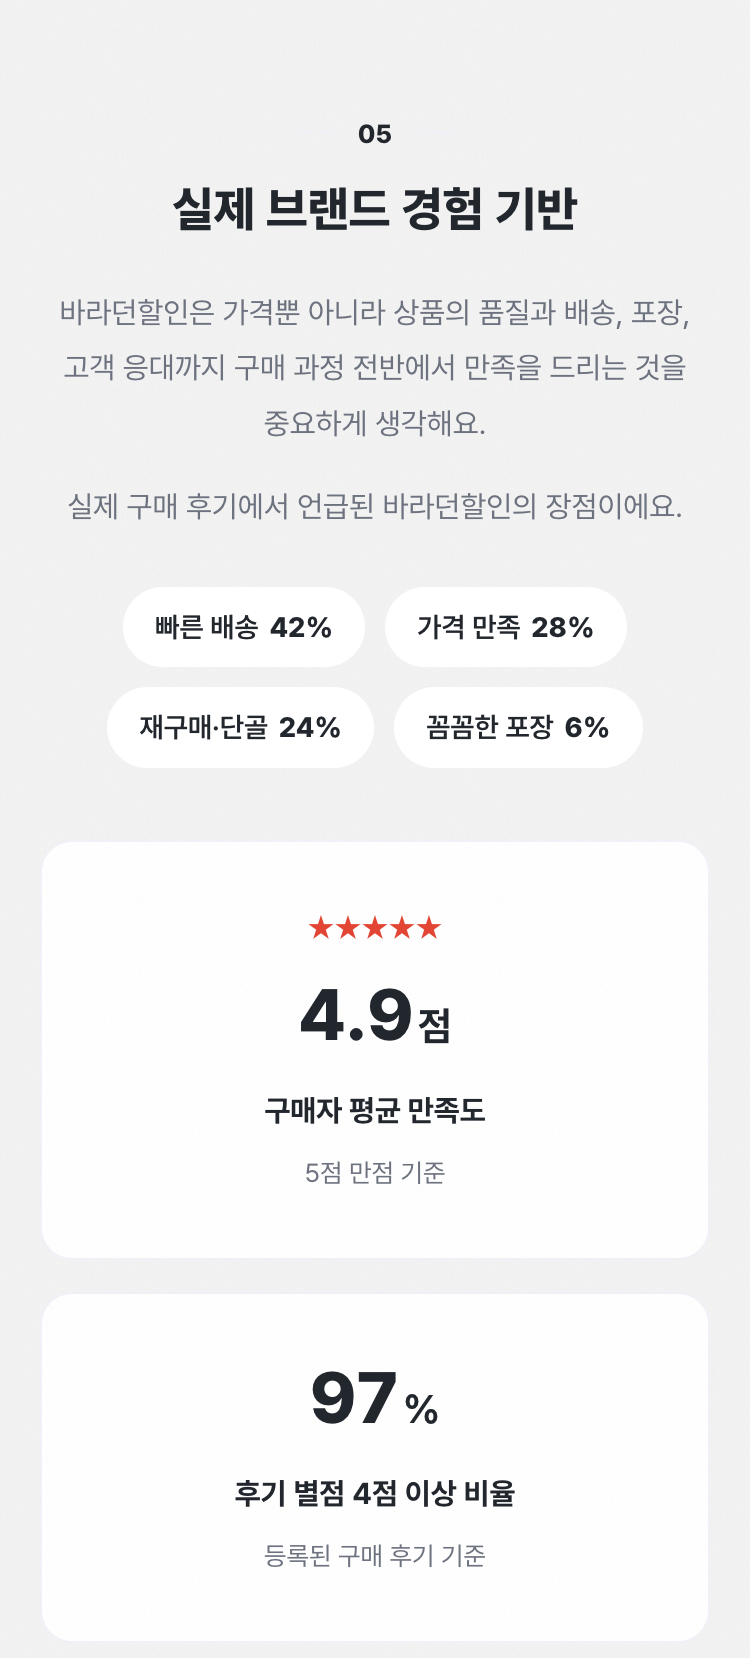 05
실제 브랜드 경험 기반
바라던할인은 가격뿐 아니라 상품의 품질과 배송, 포장,
고객 응대까지 구매 과정 전반에서 만족을 드리는 것을
중요하게 생각해요.
실제 구매 후기에서 언급된 바라던할인의 장점이에요.
빠른 배송 42%
가격 만족 28%
재구매·단골 24%
꼼꼼한 포장 6%
★★★★★
4.9점
구매자 평균 만족도
5점 만점 기준
97%
후기 별점 4점 이상 비율
등록된 구매 후기 기준